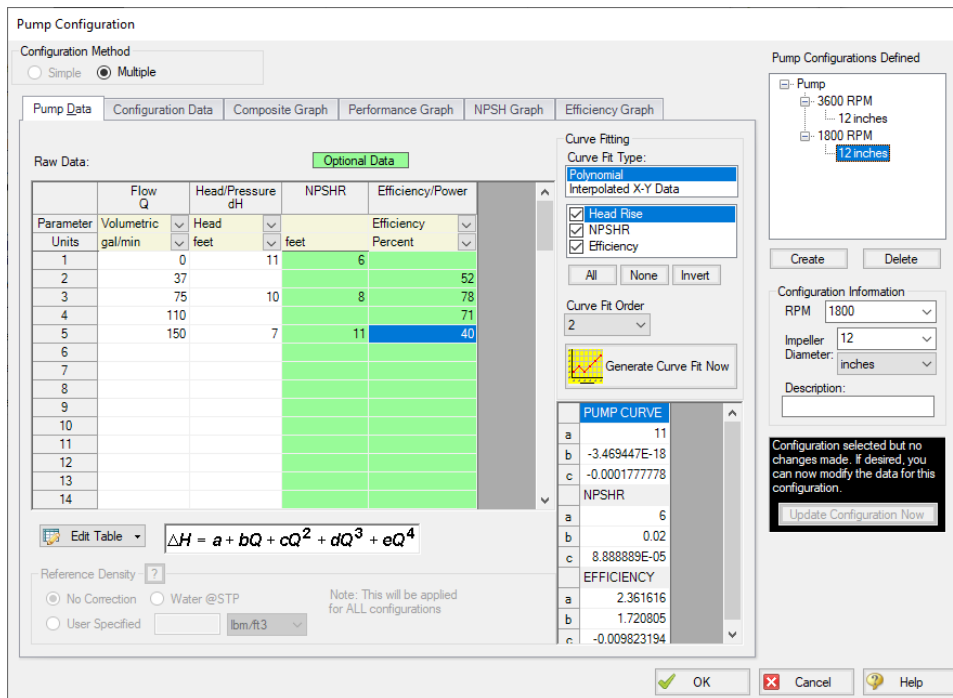 Pump Configuration
Configuration Method
Simple Multiple
Pump Data Configuration Data Composite Graph Performance Graph NPSH Graph Efficiency Graph
Raw Data: Optional Data
Flow Head/Pressure NPSHR Efficiency/Power
Q dH
Parameter Volumetric Head Efficiency
Units gal/min feet feet Percent
1 0 11 6
2 37 52
3 75 10 8 78
4 110 71
5 150 7 11 40
6
7
8
9
10
11
12
13
14
Edit Table ΔH = a + bQ + cQ² + dQ³ + eQ⁴
Reference Density ?
No Correction Water @STP
User Specified lbm/ft3
Note: This will be applied
for ALL configurations
Curve Fitting
Curve Fit Type:
Polynomial
Interpolated X-Y Data
Head Rise
NPSHR
Efficiency
All None Invert
Curve Fit Order
2
Generate Curve Fit Now
PUMP CURVE
a 11
b -3.469447E-18
c -0.0001777778
NPSHR
a 6
b 0.02
c 8.888889E-05
EFFICIENCY
a 2.361616
b 1.720805
c -0.009823194
Pump Configurations Defined
Pump
3600 RPM
12 inches
1800 RPM
12 inches
Create Delete
Configuration Information
RPM 1800
Impeller 12
Diameter: inches
Description:
Configuration selected but no
changes made. If desired, you
can now modify the data for this
configuration.
Update Configuration Now
OK Cancel Help